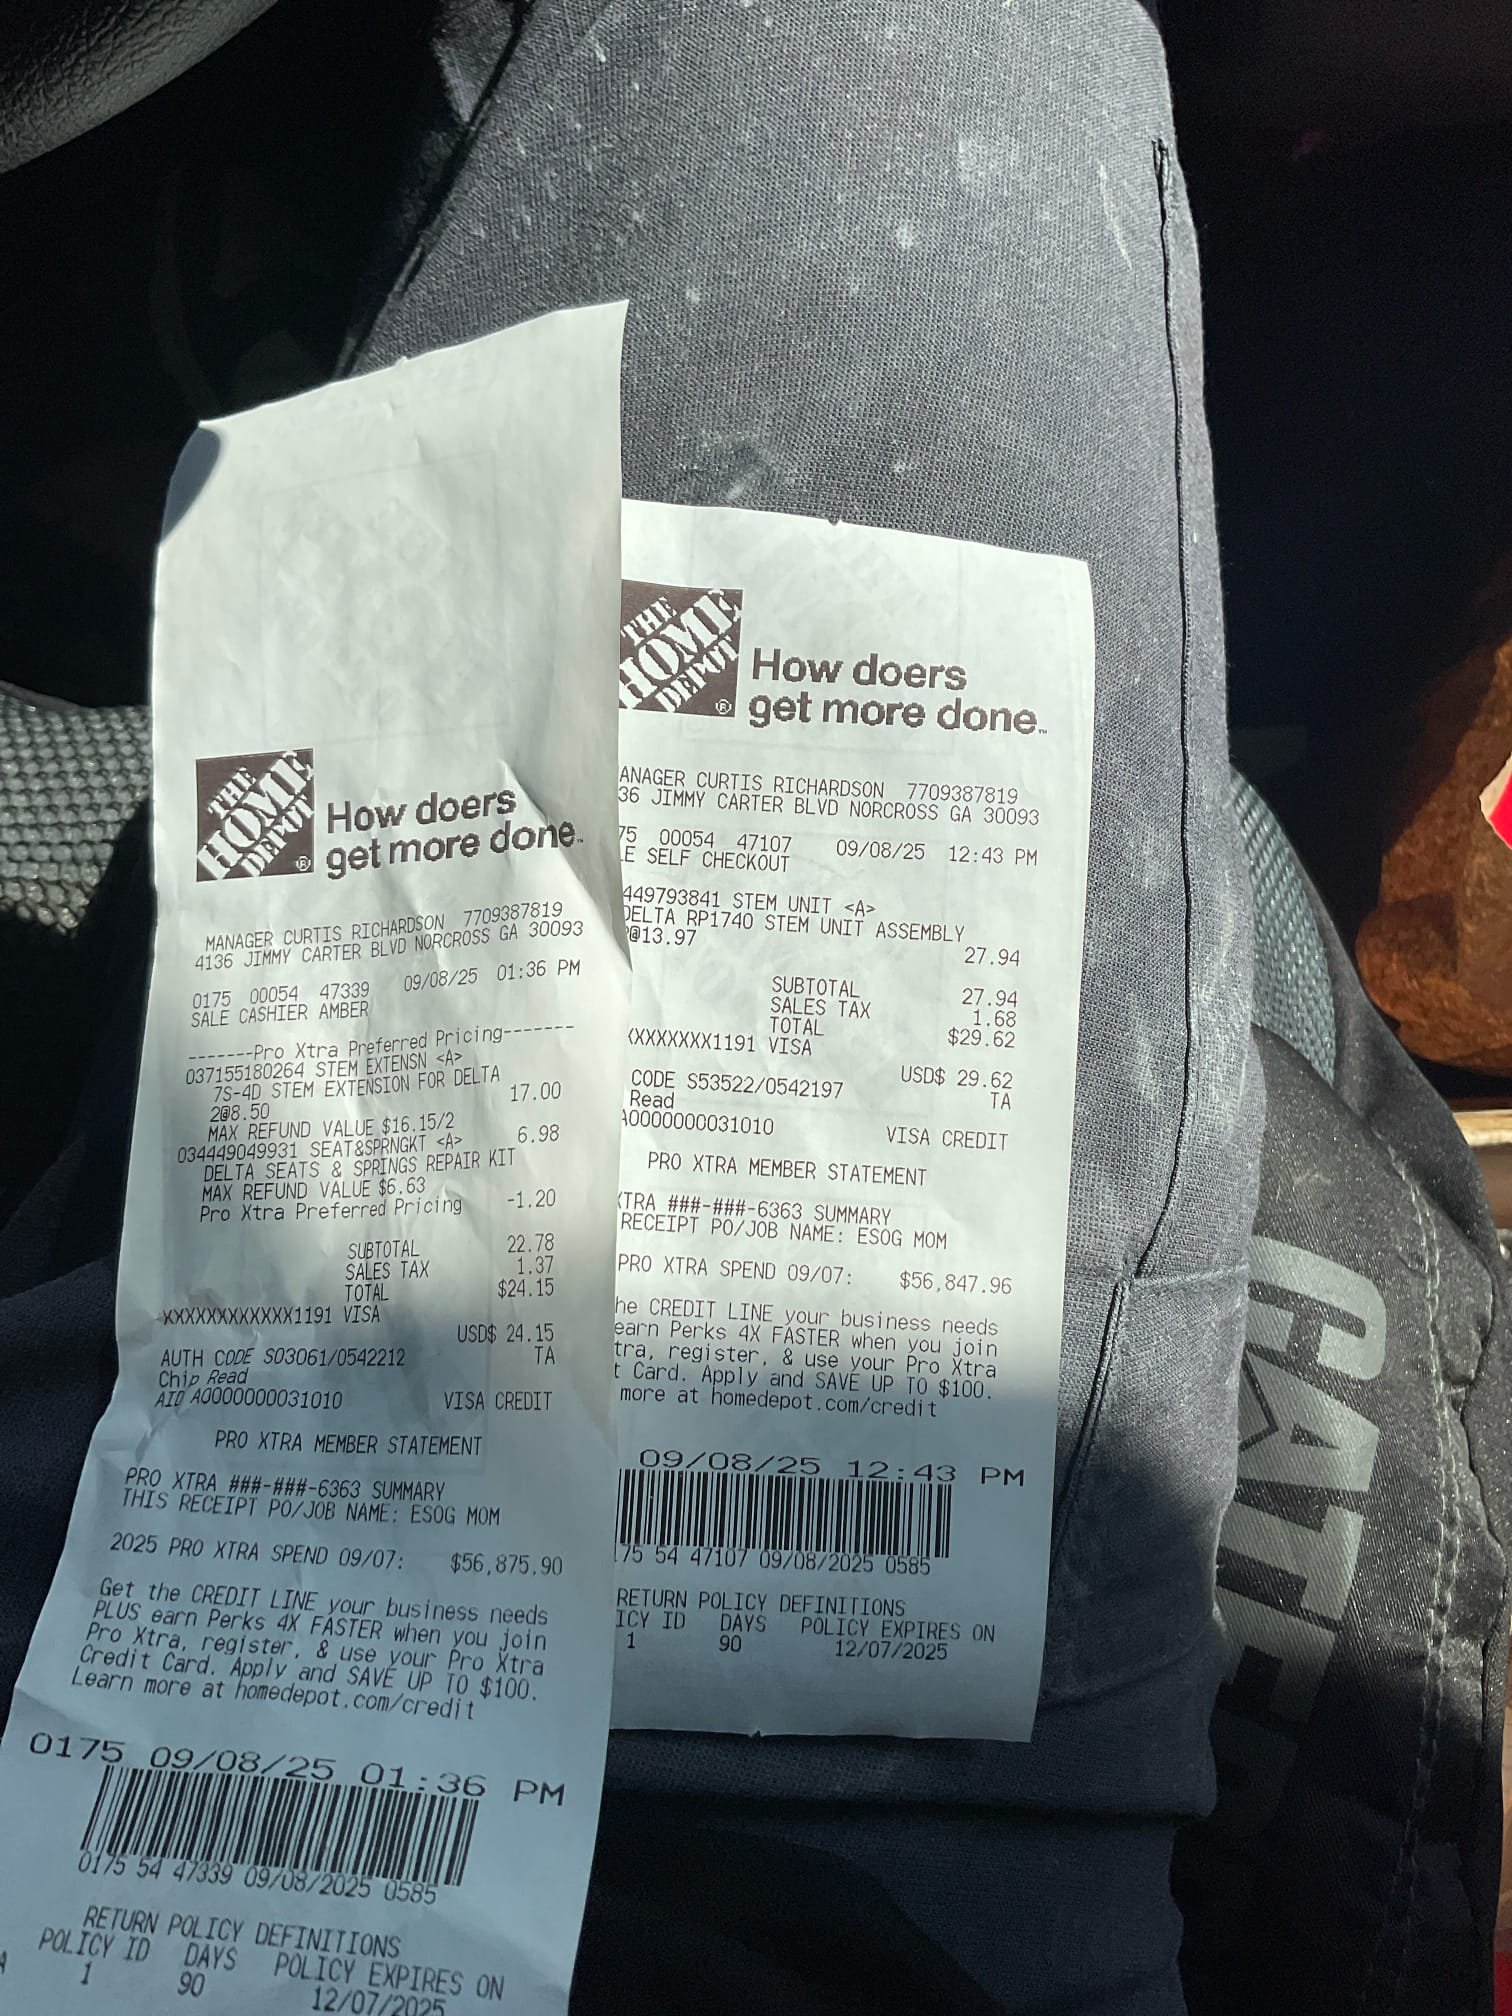 THE
HOME
DEPOT
®
How doers
get more done.
MANAGER CURTIS RICHARDSON 7709387819
4136 JIMMY CARTER BLVD NORCROSS GA 30093
0175 00054 47339 09/08/25 01:36 PM
SALE CASHIER AMBER
-------Pro Xtra Preferred Pricing-------
037155180264 STEM EXTENSN <A>
7S-4D STEM EXTENSION FOR DELTA
2@8.50 17.00
MAX REFUND VALUE $16.15/2
034449049931 SEAT&SPRNGKT <A> 6.98
DELTA SEATS & SPRINGS REPAIR KIT
MAX REFUND VALUE $6.63
Pro Xtra Preferred Pricing -1.20
SUBTOTAL 22.78
SALES TAX 1.37
TOTAL $24.15
XXXXXXXXXXXX1191 VISA
USD$ 24.15
AUTH CODE S03061/0542212 TA
Chip Read
AID A0000000031010 VISA CREDIT
PRO XTRA MEMBER STATEMENT
PRO XTRA ###-###-6363 SUMMARY
THIS RECEIPT PO/JOB NAME: ESOG MOM
2025 PRO XTRA SPEND 09/07: $56,875.90
Get the CREDIT LINE your business needs
PLUS earn Perks 4X FASTER when you join
Pro Xtra, register, & use your Pro Xtra
Credit Card. Apply and SAVE UP TO $100.
Learn more at homedepot.com/credit
0175 09/08/25 01:36 PM
0175 54 47339 09/08/2025 0585
RETURN POLICY DEFINITIONS
POLICY ID DAYS POLICY EXPIRES ON
A 1 90 12/07/2025
THE
HOME
DEPOT
®
How doers
get more done.™
ANAGER CURTIS RICHARDSON 7709387819
36 JIMMY CARTER BLVD NORCROSS GA 30093
75 00054 47107 09/08/25 12:43 PM
E SELF CHECKOUT
449793841 STEM UNIT <A>
DELTA RP1740 STEM UNIT ASSEMBLY
@13.97 27.94
SUBTOTAL 27.94
SALES TAX 1.68
TOTAL $29.62
XXXXXXX1191 VISA
USD$ 29.62
CODE S53522/0542197 TA
Read
A0000000031010 VISA CREDIT
PRO XTRA MEMBER STATEMENT
XTRA ###-###-6363 SUMMARY
RECEIPT PO/JOB NAME: ESOG MOM
PRO XTRA SPEND 09/07: $56,847.96
he CREDIT LINE your business needs
earn Perks 4X FASTER when you join
tra, register, & use your Pro Xtra
t Card. Apply and SAVE UP TO $100.
more at homedepot.com/credit
09/08/25 12:43 PM
175 54 47107 09/08/2025 0585
RETURN POLICY DEFINITIONS
ICY ID DAYS POLICY EXPIRES ON
1 90 12/07/2025
CATER